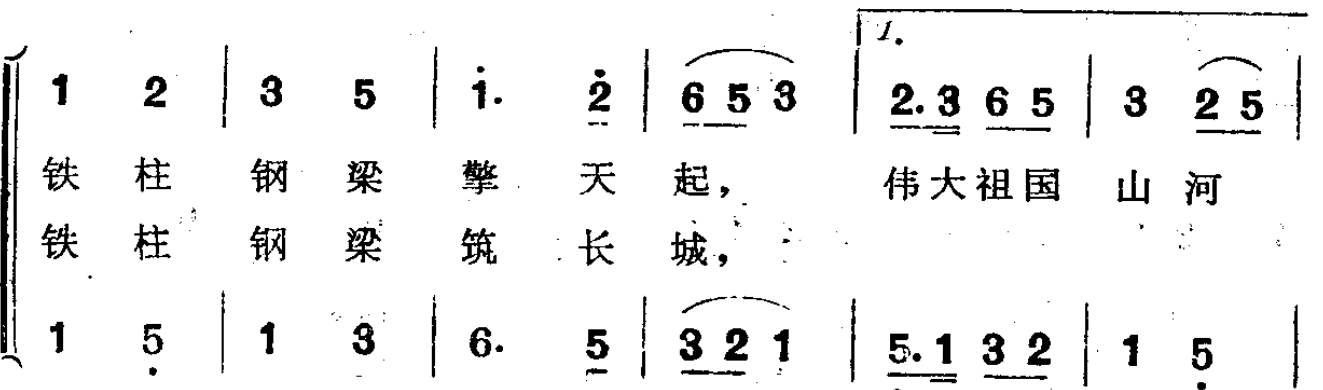 1.
1 2 | 3 5 | 1. 2 | 6 5 3 | 2. 3 6 5 | 3 2 5 |
铁 柱 钢 梁 擎 天 起， 伟大祖国 山 河
铁 柱 钢 梁 筑 长 城，
1 5 | 1 3 | 6. 5 | 3 2 1 | 5. 1 3 2 | 1 5 |